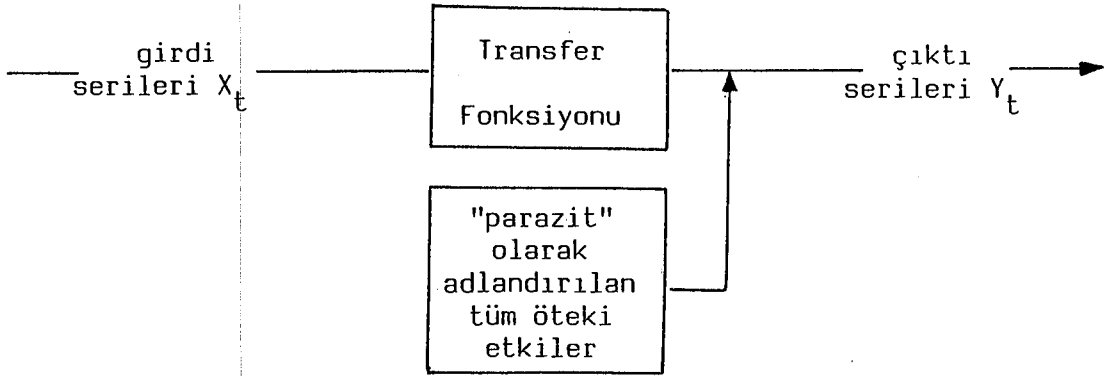 girdi
serileri X_t
Transfer
Fonksiyonu
çıktı
serileri Y_t
"parazit"
olarak
adlandırılan
tüm öteki
etkiler